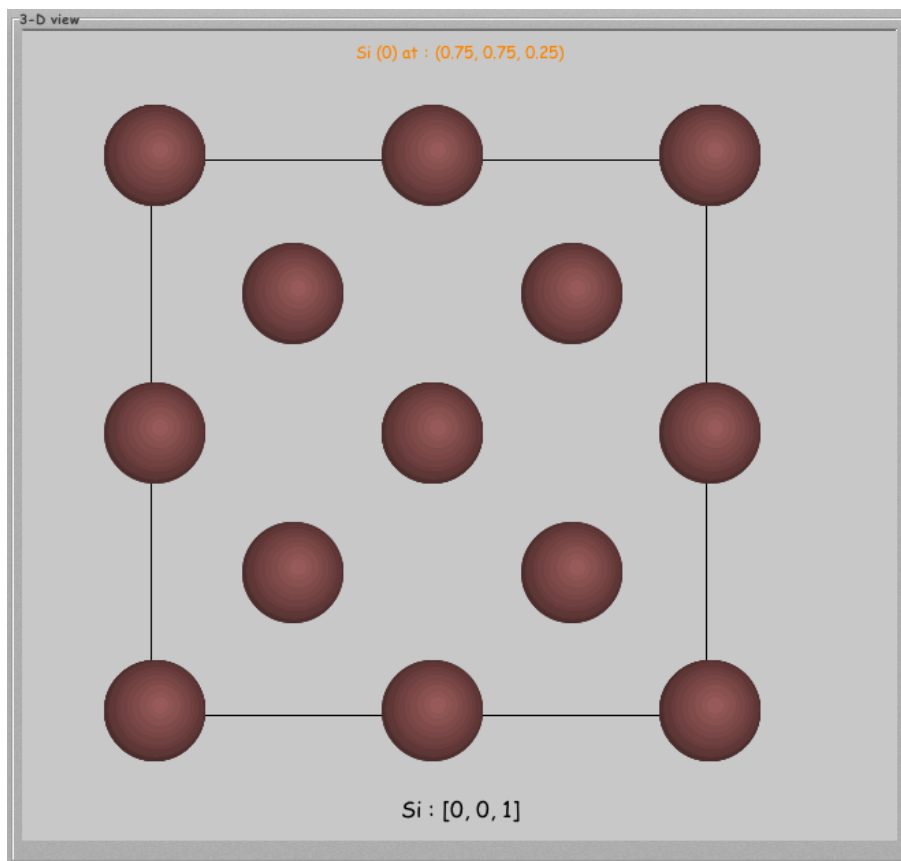 3-D view
Si (0) at : (0.75, 0.75, 0.25)
Si : [0, 0, 1]